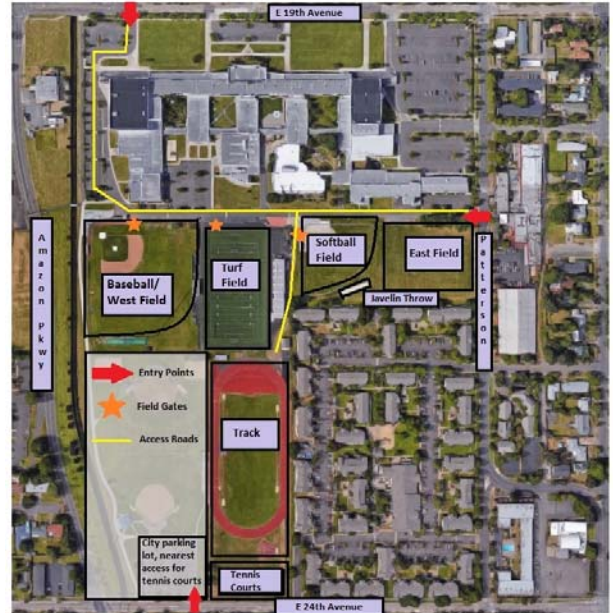 E 19th Avenue
Amazon Pkwy
Patterson
Baseball/
West Field
Turf
Field
Softball
Field
East Field
Javelin Throw
Entry Points
Field Gates
Access Roads
Track
City parking
lot, nearest
access for
tennis courts
Tennis
Courts
E 24th Avenue